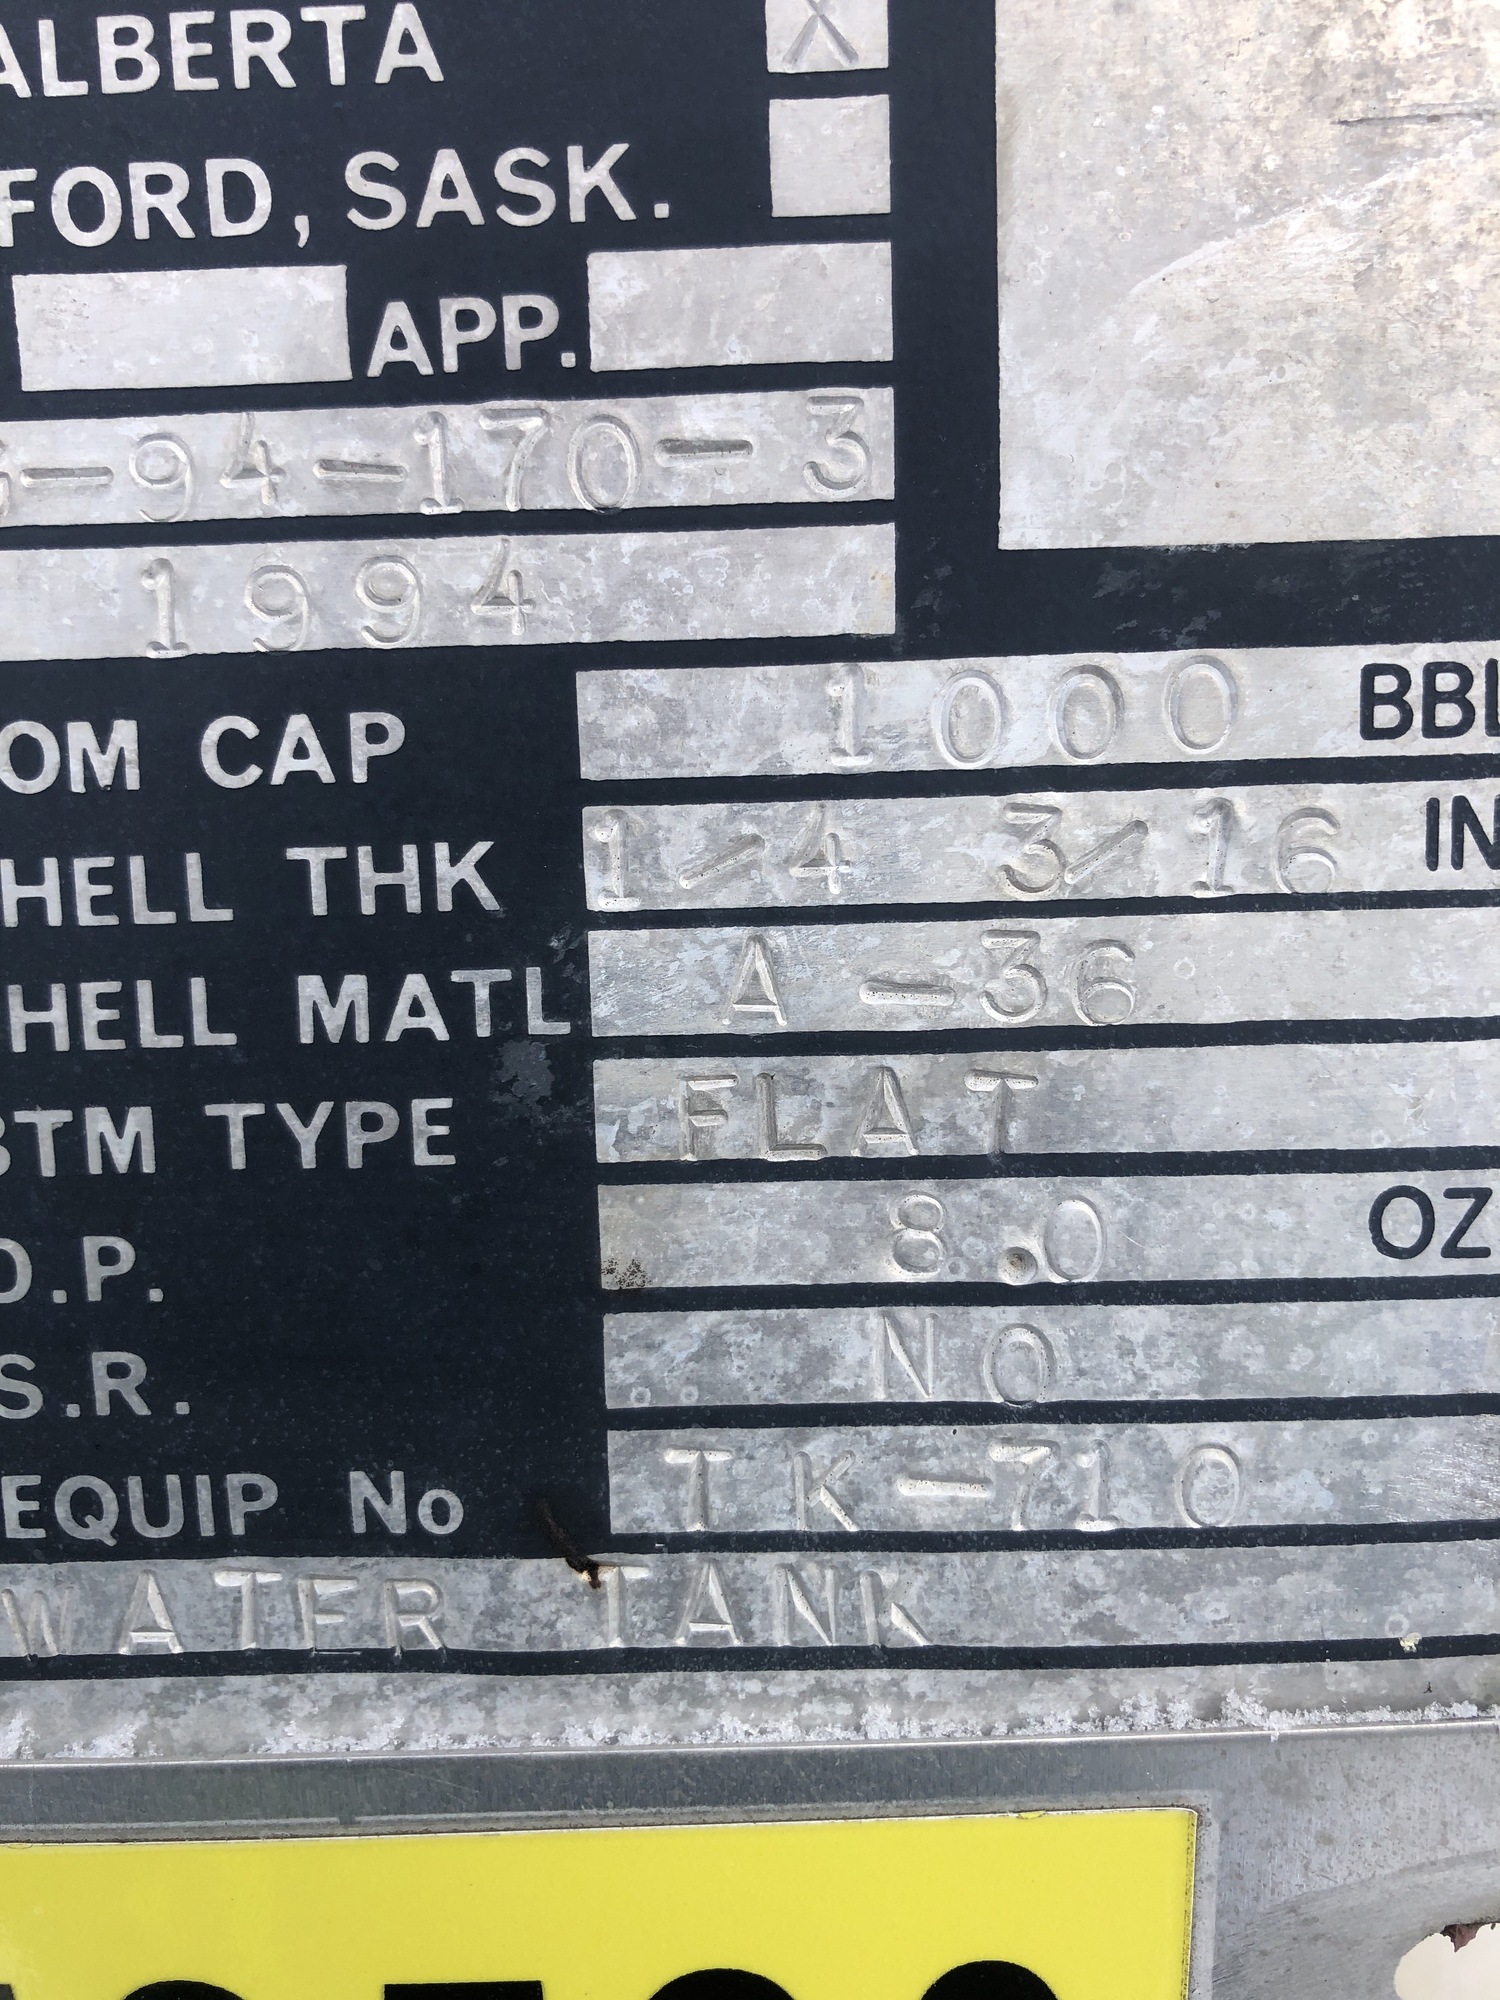 ALBERTA X
FORD, SASK.
APP.
-94-170-3
1994
OM CAP 1000 BBL
HELL THK 1/4 3/16 IN
HELL MATL A-36
BTM TYPE FLAT
D.P. 8.0 OZ
S.R. NO
EQUIP No TK-710
WATER TANK